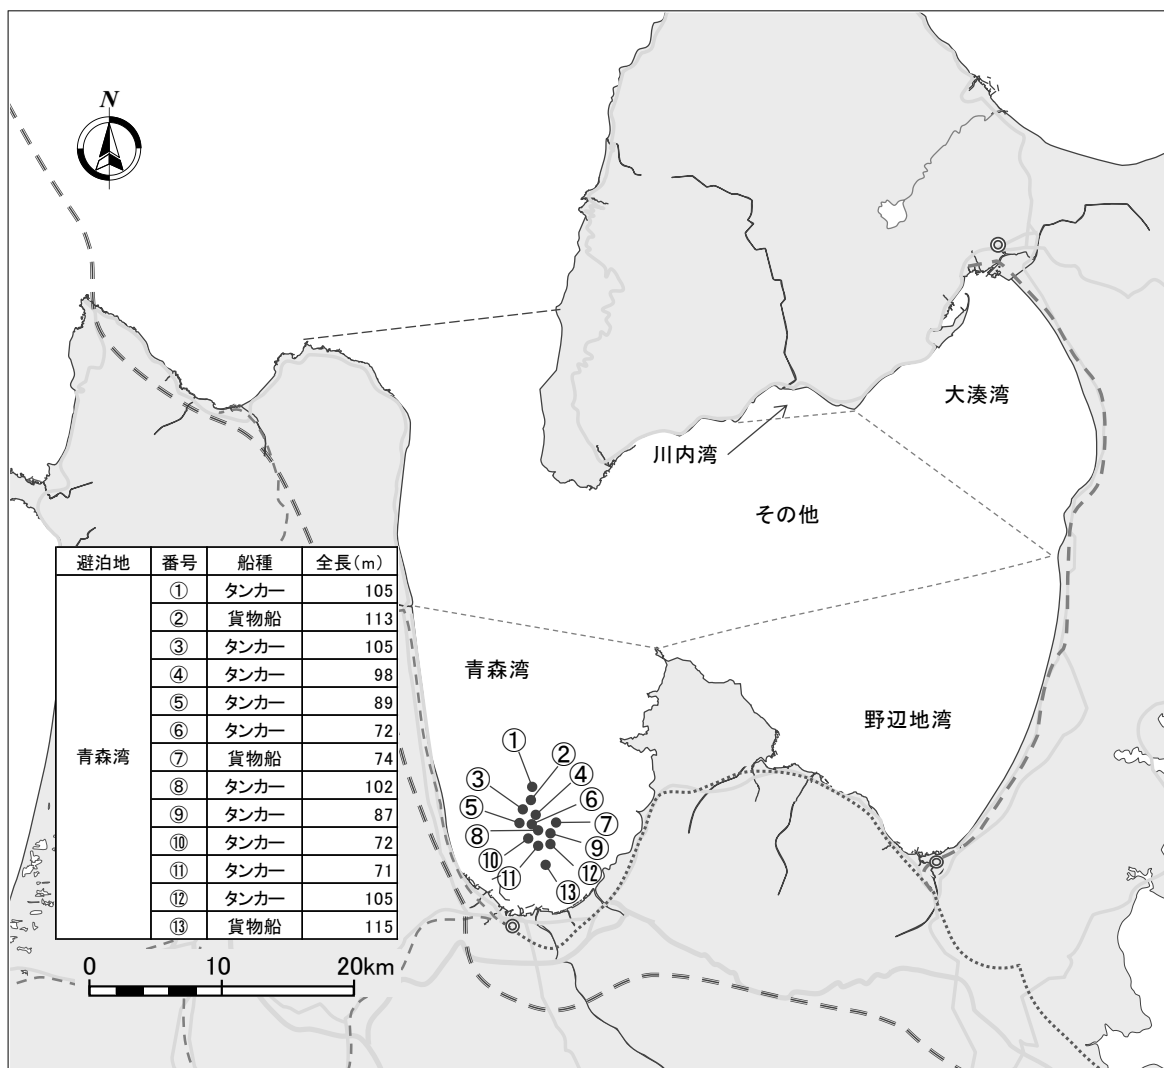 N
大湊湾
川内湾
その他
避泊地 番号 船種 全長(m)
青森湾
① タンカー 105
② 貨物船 113
③ タンカー 105
④ タンカー 98
⑤ タンカー 89
⑥ タンカー 72
⑦ 貨物船 74
⑧ タンカー 102
⑨ タンカー 87
⑩ タンカー 72
⑪ タンカー 71
⑫ タンカー 105
⑬ 貨物船 115
青森湾
野辺地湾
①
②
③
④
⑤
⑥
⑦
⑧
⑨
⑩
⑪
⑫
⑬
0 10 20km